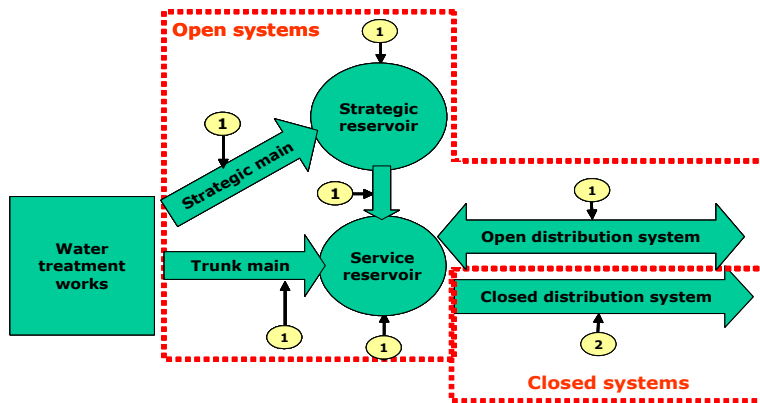 Open systems
1
Strategic
reservoir
1
Strategic main
1
1
Water
treatment
works
Trunk main
Service
reservoir
Open distribution system
Closed distribution system
1
1
2
Closed systems